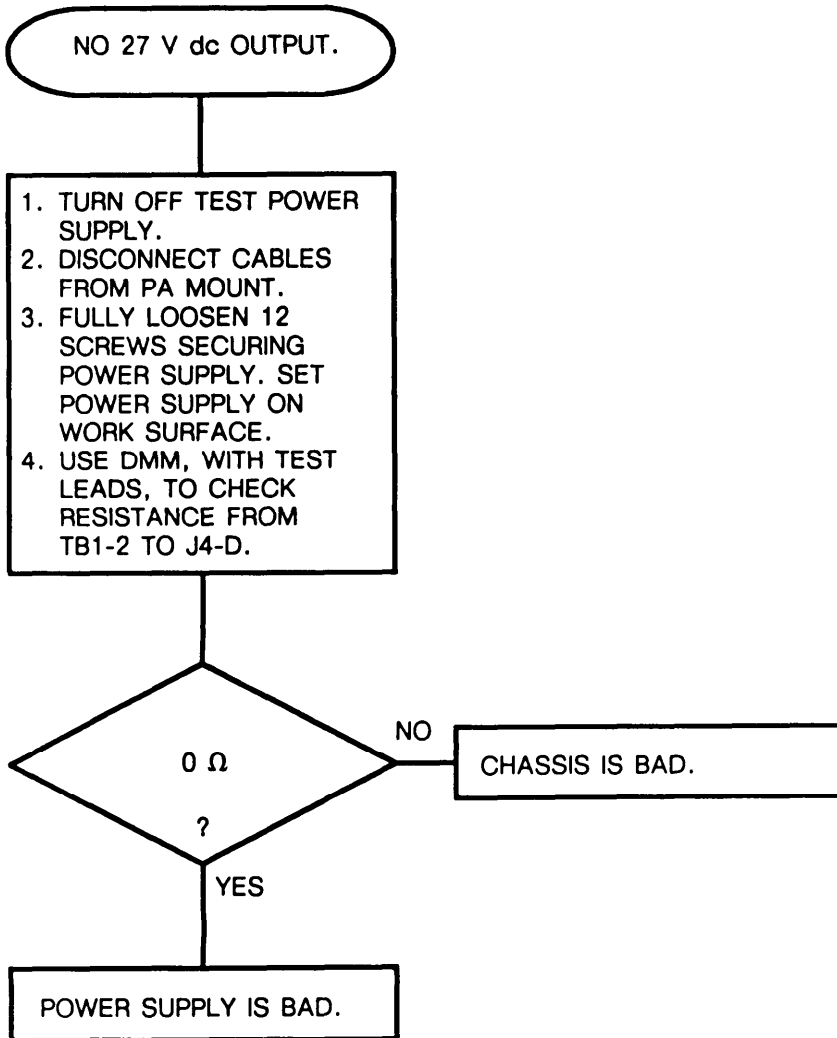 NO 27 V dc OUTPUT.
1. TURN OFF TEST POWER
SUPPLY.
2. DISCONNECT CABLES
FROM PA MOUNT.
3. FULLY LOOSEN 12
SCREWS SECURING
POWER SUPPLY. SET
POWER SUPPLY ON
WORK SURFACE.
4. USE DMM, WITH TEST
LEADS, TO CHECK
RESISTANCE FROM
TB1-2 TO J4-D.
0 Ω
?
NO
CHASSIS IS BAD.
YES
POWER SUPPLY IS BAD.